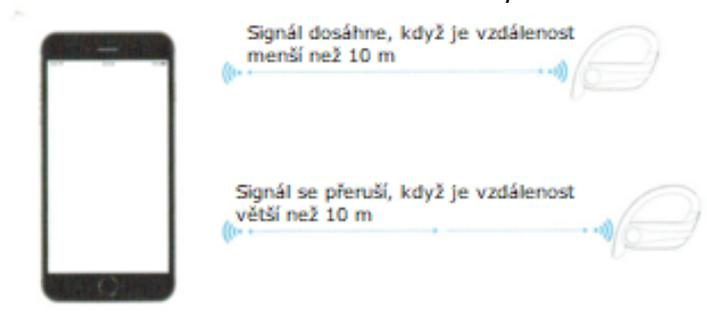 Signál dosáhne, když je vzdálenost
menší než 10 m
Signál se přeruší, když je vzdálenost
větší než 10 m